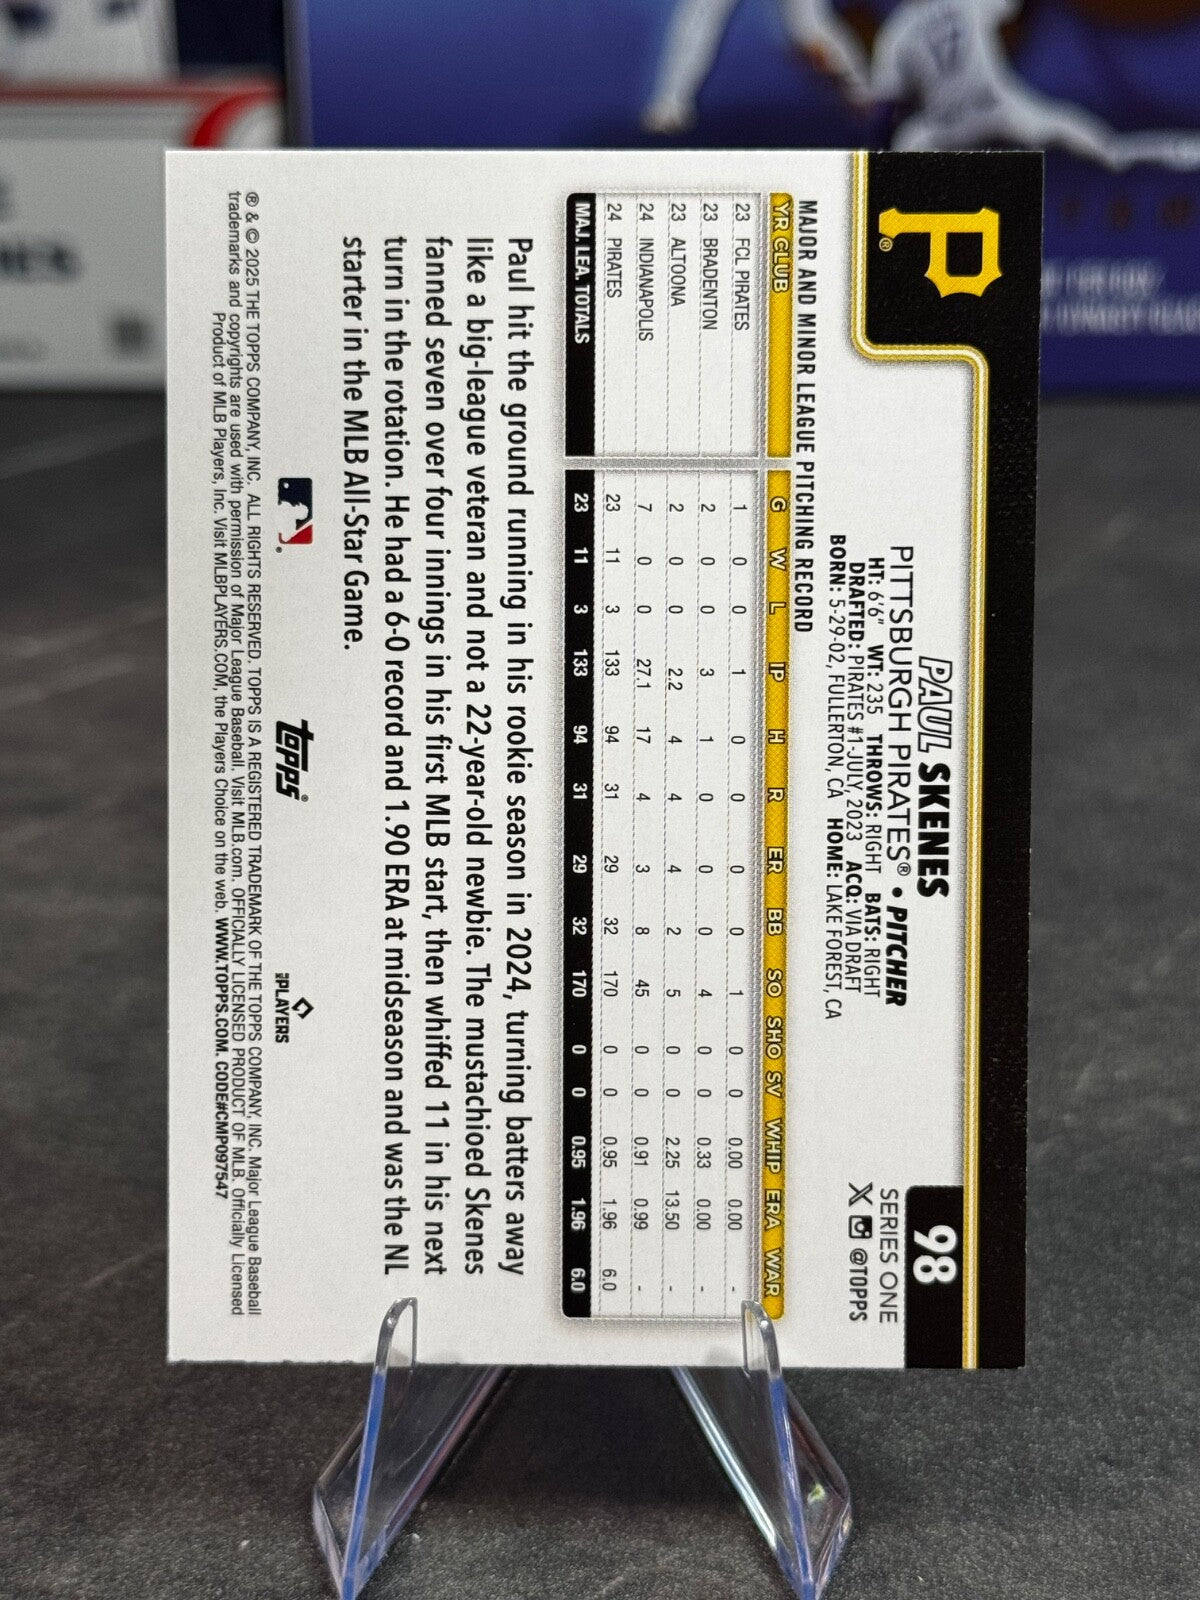 P®
PAUL SKENES
PITTSBURGH PIRATES® • PITCHER
HT: 6'6" WT: 235 THROWS: RIGHT BATS: RIGHT
DRAFTED: PIRATES #1-JULY, 2023 ACQ: VIA DRAFT
BORN: 5-29-02, FULLERTON, CA HOME: LAKE FOREST, CA
98
SERIES ONE
X @TOPPS
MAJOR AND MINOR LEAGUE PITCHING RECORD
YR CLUB G W L IP H R ER BB SO SHO SV WHIP ERA WAR
23 FCL PIRATES 1 0 0 1 0 0 0 0 1 0 0 0.00 0.00 -
23 BRADENTON 2 0 0 3 1 0 0 0 4 0 0 0.33 0.00 -
23 ALTOONA 2 0 0 2.2 4 4 4 2 5 0 0 2.25 13.50 -
24 INDIANAPOLIS 7 0 0 27.1 17 4 3 8 45 0 0 0.91 0.99 -
24 PIRATES 23 11 3 133 94 31 29 32 170 0 0 0.95 1.96 6.0
MAJ. LEA. TOTALS 23 11 3 133 94 31 29 32 170 0 0 0.95 1.96 6.0
Paul hit the ground running in his rookie season in 2024, turning batters away
like a big-league veteran and not a 22-year-old newbie. The mustachioed Skenes
fanned seven over four innings in his first MLB start, then whiffed 11 in his next
turn in the rotation. He had a 6-0 record and 1.90 ERA at midseason and was the NL
starter in the MLB All-Star Game.
topps®
PLAYERS
® & © 2025 THE TOPPS COMPANY, INC. ALL RIGHTS RESERVED. TOPPS IS A REGISTERED TRADEMARK OF THE TOPPS COMPANY, INC. Major League Baseball
trademarks and copyrights are used with permission of Major League Baseball. Visit MLB.com. OFFICIALLY LICENSED PRODUCT OF MLB. Officially Licensed
Product of MLB Players, Inc. Visit MLBPLAYERS.COM, the Players Choice on the web. WWW.TOPPS.COM. CODE#CMP097547